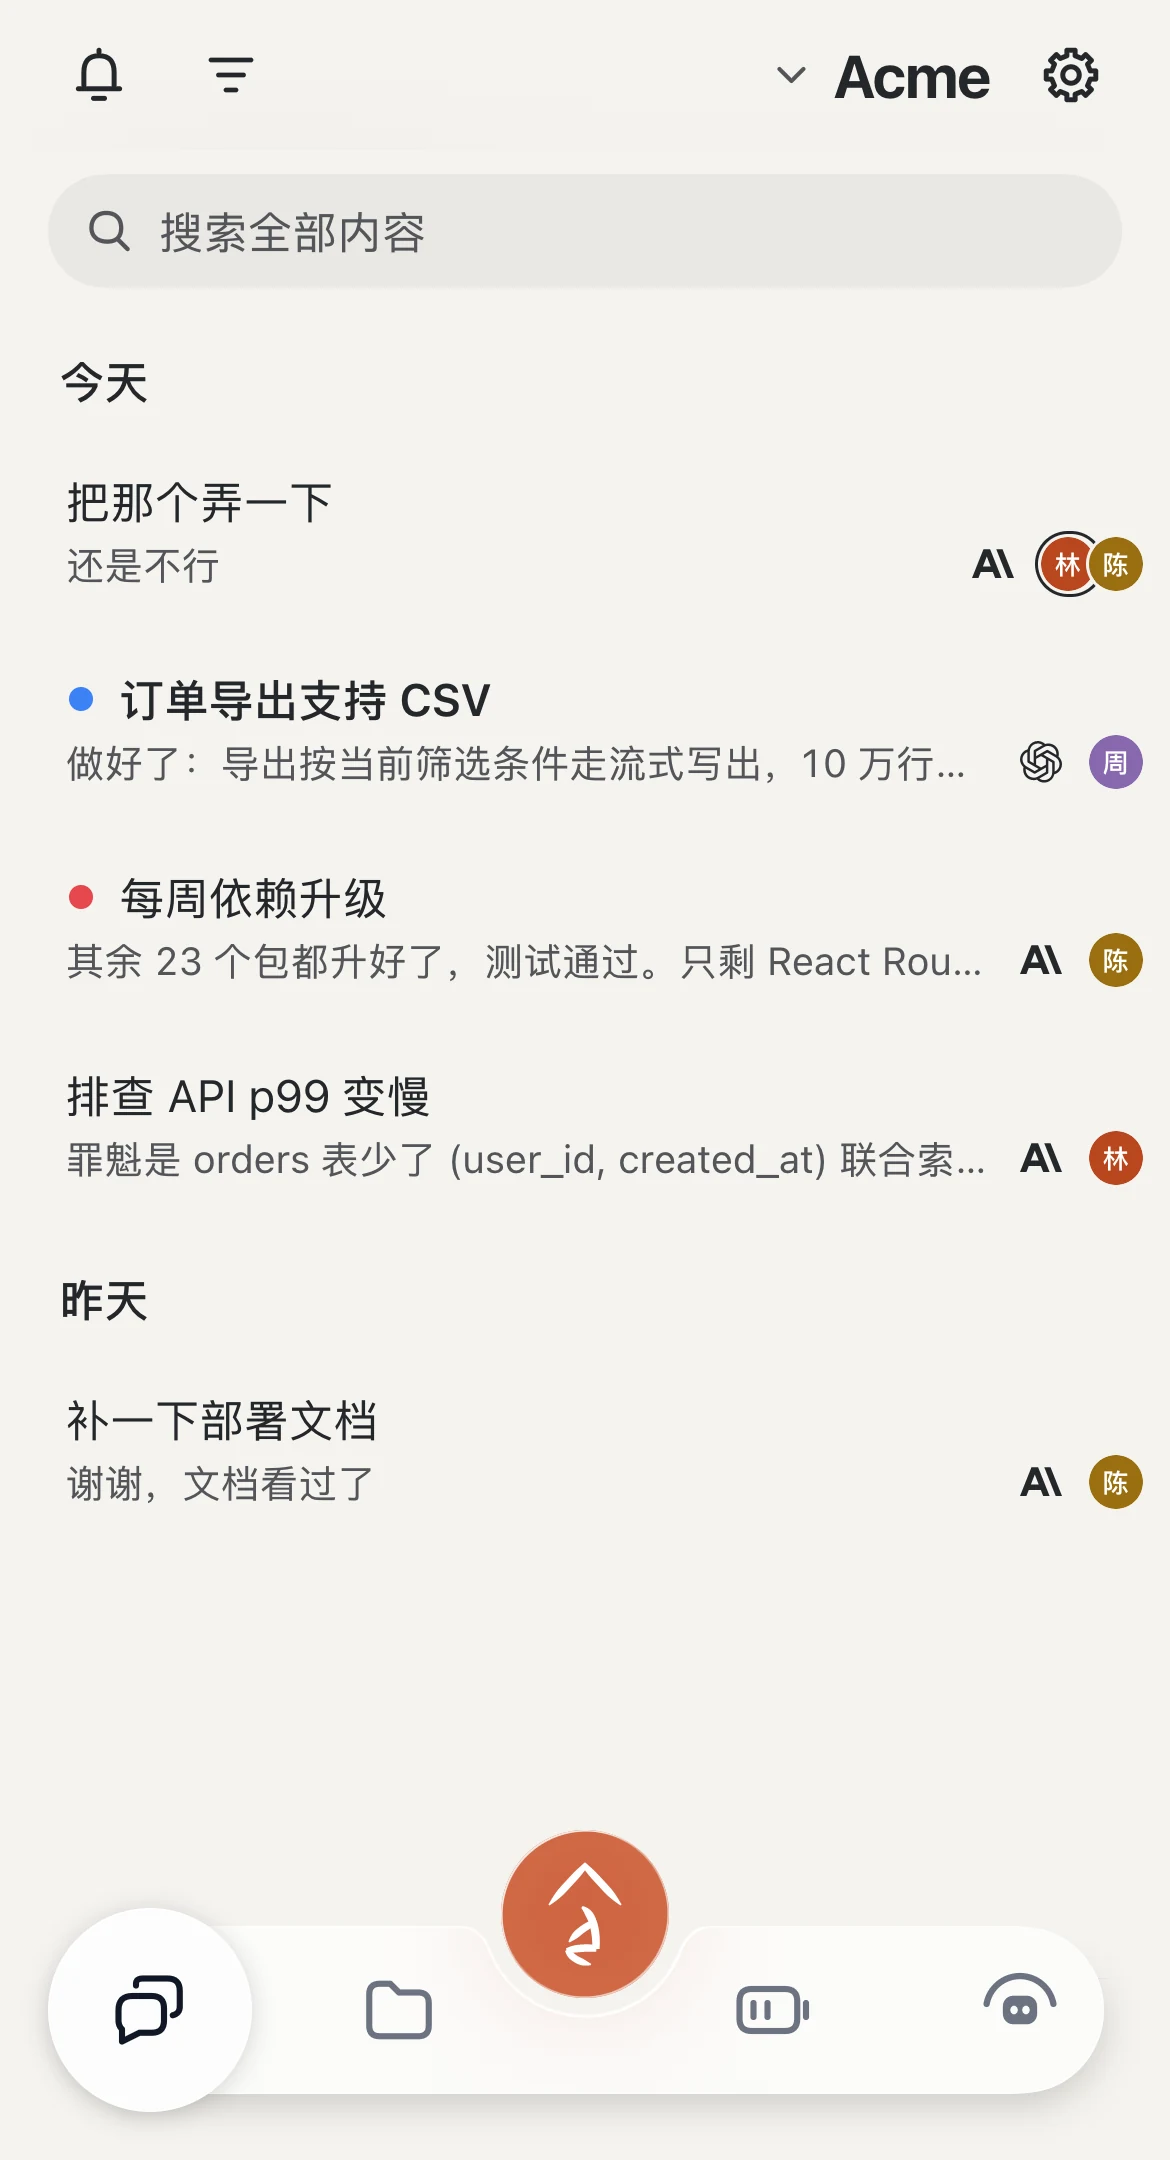 Acme
搜索全部内容
今天
把那个弄一下
还是不行
林 陈
订单导出支持 CSV
做好了：导出按当前筛选条件走流式写出，10 万行...
周
每周依赖升级
其余 23 个包都升好了，测试通过。只剩 React Rou...
陈
排查 API p99 变慢
罪魁是 orders 表少了 (user_id, created_at) 联合索...
林
昨天
补一下部署文档
谢谢，文档看过了
陈